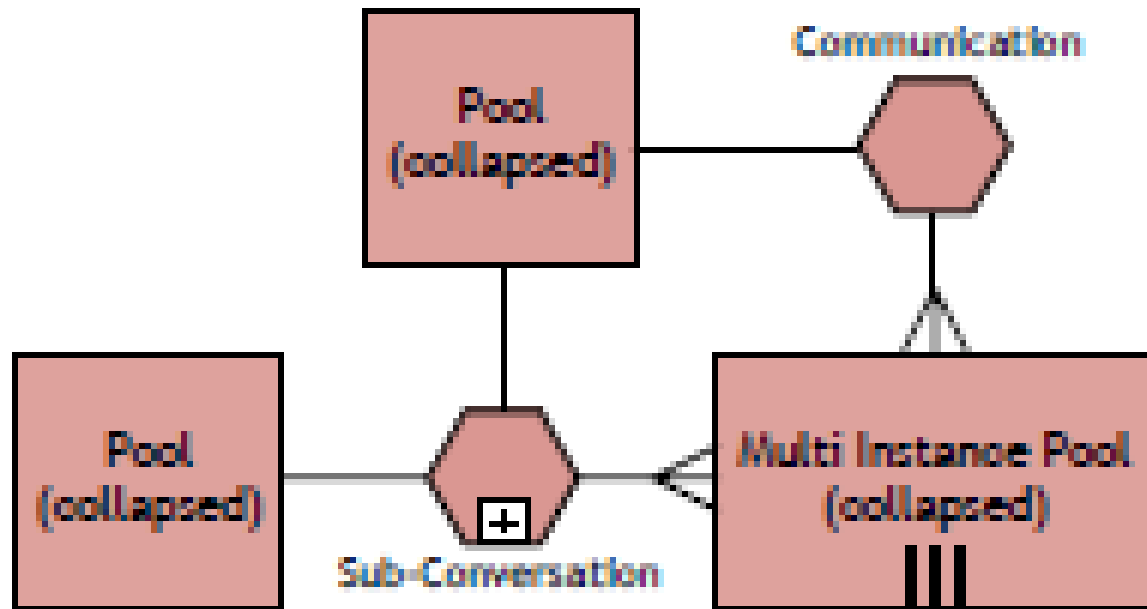 Communication
Pool
(collapsed)
Pool
(collapsed)
Multi Instance Pool
(collapsed)
Sub-Conversation